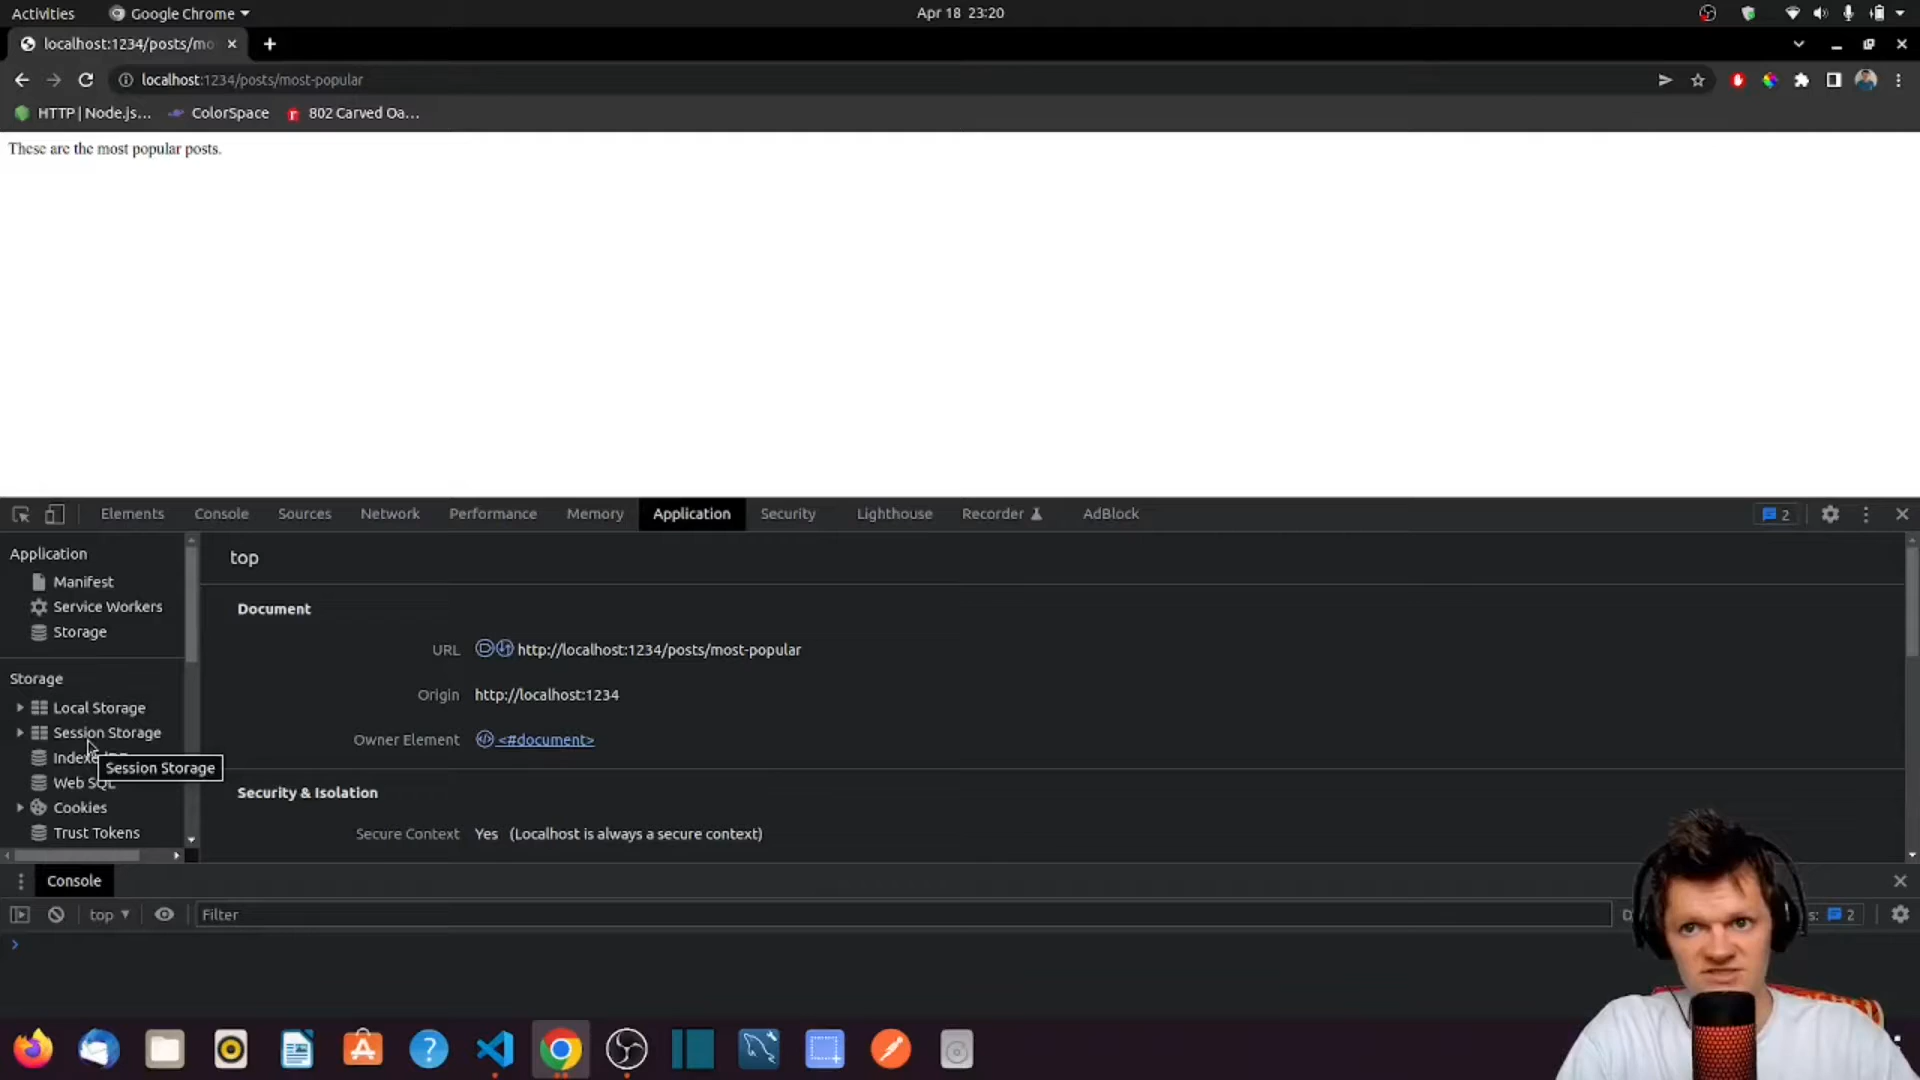 Activities Google Chrome Apr 18 23:20
localhost:1234/posts/mo
localhost:1234/posts/most-popular
HTTP | Node.js... ColorSpace 802 Carved Oa...
These are the most popular posts.
Elements Console Sources Network Performance Memory Application Security Lighthouse Recorder AdBlock 2
Application
Manifest
Service Workers
Storage
Storage
Local Storage
Session Storage
Indexe
Session Storage
Web SQL
Cookies
Trust Tokens
top
Document
URL http://localhost:1234/posts/most-popular
Origin http://localhost:1234
Owner Element <#document>
Security & Isolation
Secure Context Yes (Localhost is always a secure context)
Console
top Filter D s: 2